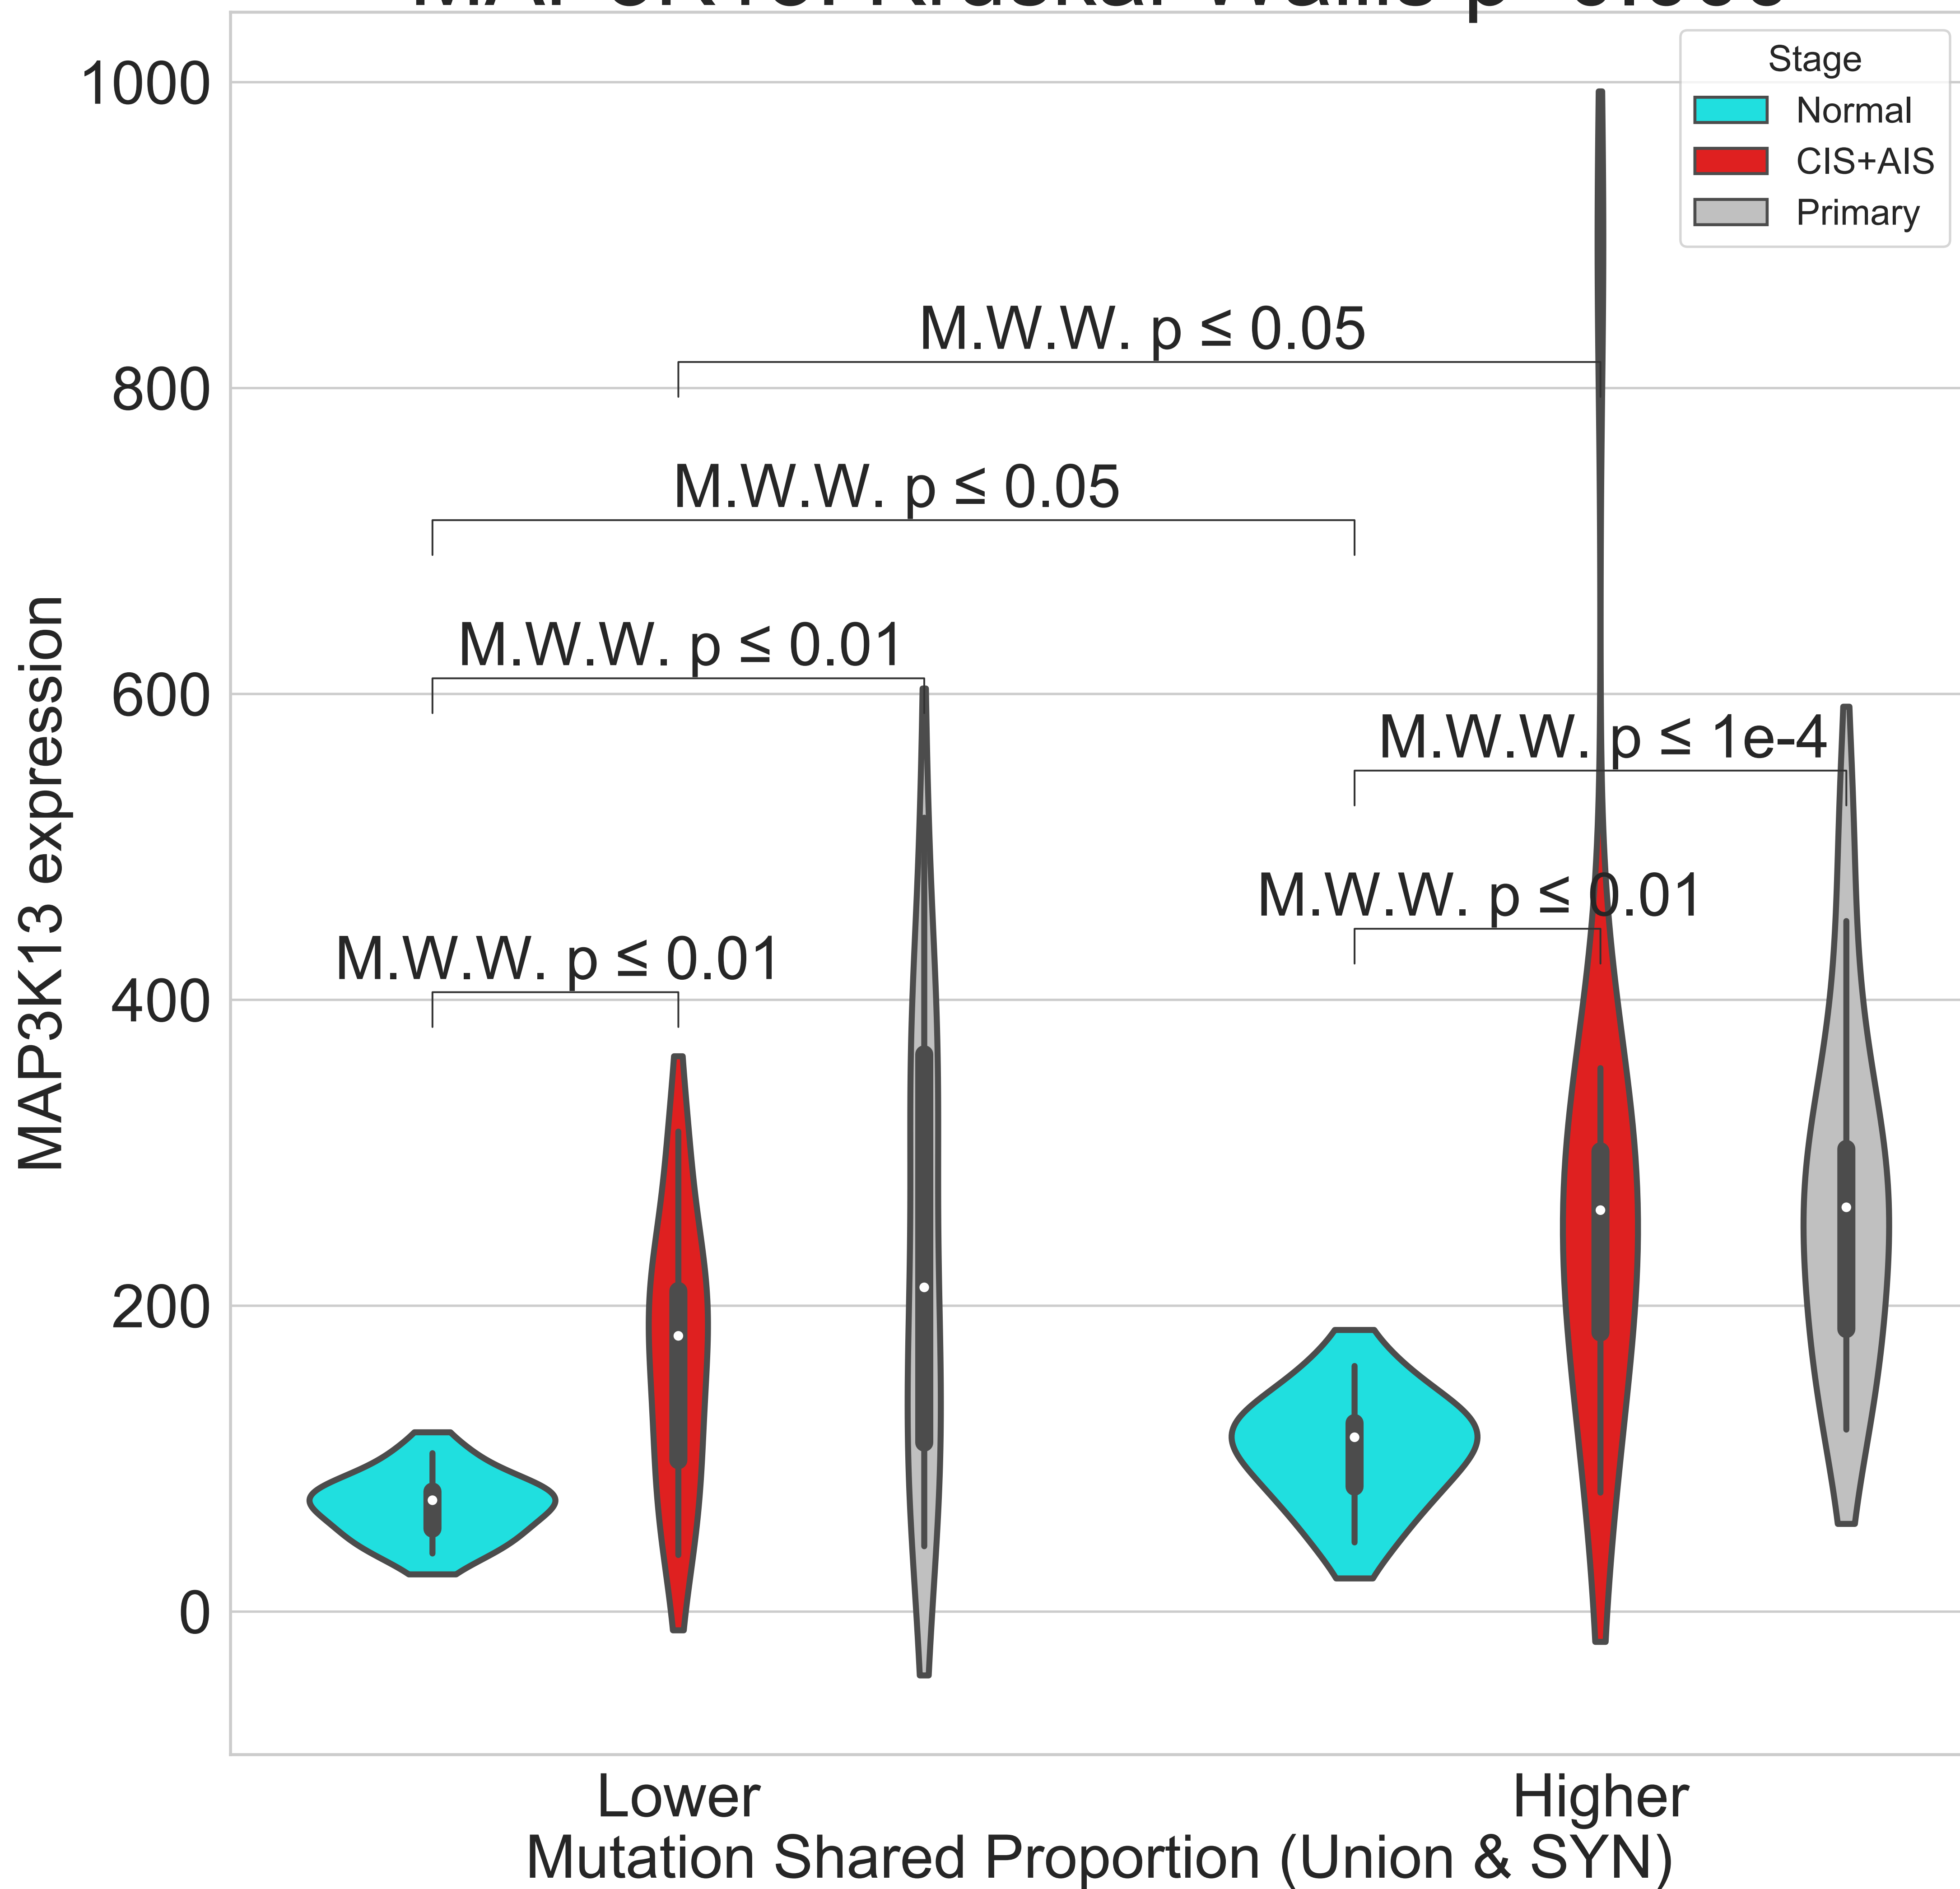 1000
800
600
400
200
0
MAP3K13 expression
Stage
Normal
CIS+AIS
Primary
M.W.W. p ≤ 0.05
M.W.W. p ≤ 0.05
M.W.W. p ≤ 0.01
M.W.W. p ≤ 1e-4
M.W.W. p ≤ 0.01
M.W.W. p ≤ 0.01
Lower
Higher
Mutation Shared Proportion (Union & SYN)